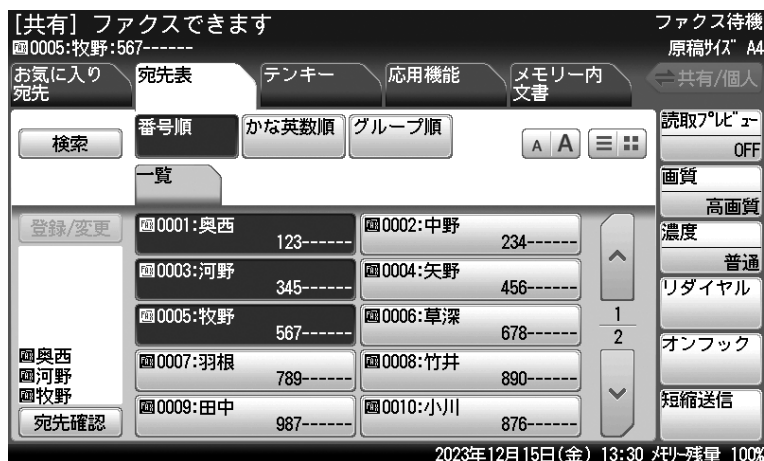 [共有] ファクスできます
ファクス待機
0005:牧野:567------
原稿ｻｲｽﾞ A4
お気に入り
宛先
宛先表
テンキー
応用機能
メモリー内
文書
共有/個人
検索
番号順
かな英数順
グループ順
A A
読取ﾌﾟﾚﾋﾞｭｰ
OFF
一覧
画質
高画質
登録/変更
0001:奥西
123------
0002:中野
234------
濃度
普通
0003:河野
345------
0004:矢野
456------
リダイヤル
0005:牧野
567------
0006:草深
678------
1
2
オンフック
奥西
河野
牧野
0007:羽根
789------
0008:竹井
890------
短縮送信
宛先確認
0009:田中
987------
0010:小川
876------
2023年12月15日(金) 13:30 ﾒﾓﾘｰ残量 100%